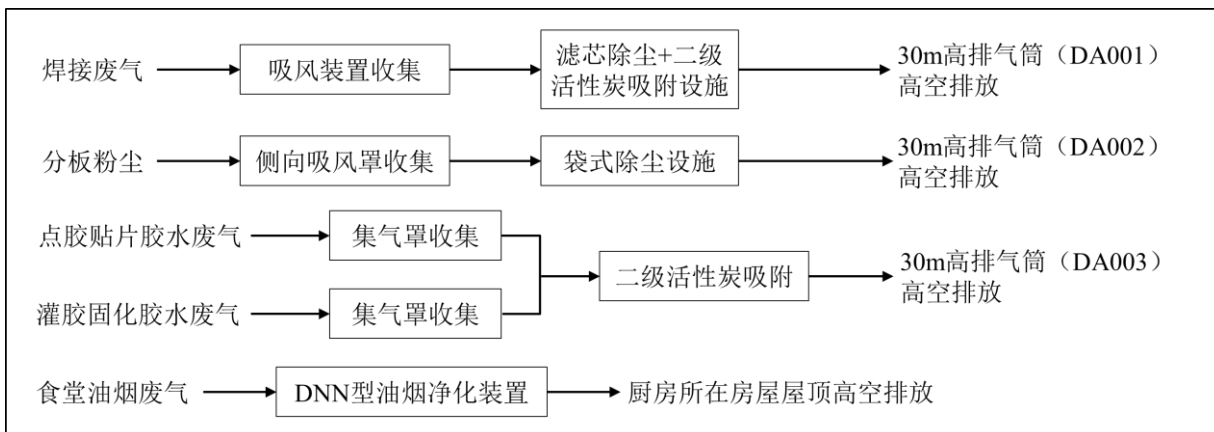 焊接废气
吸风装置收集
滤芯除尘+二级
活性炭吸附设施
30m高排气筒（DA001）
高空排放
分板粉尘
侧向吸风罩收集
袋式除尘设施
30m高排气筒（DA002）
高空排放
点胶贴片胶水废气
集气罩收集
灌胶固化胶水废气
集气罩收集
二级活性炭吸附
30m高排气筒（DA003）
高空排放
食堂油烟废气
DNN型油烟净化装置
厨房所在房屋屋顶高空排放